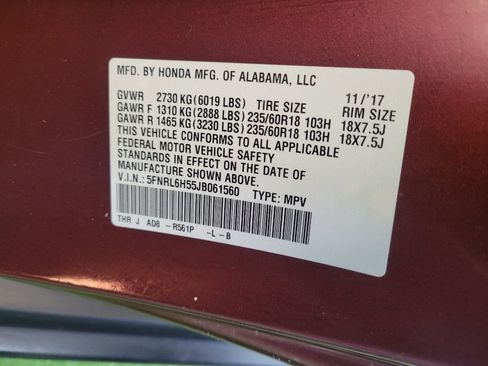 MFD. BY HONDA MFG. OF ALABAMA, LLC
11/'17
GVWR 2730 KG(6019 LBS) TIRE SIZE RIM SIZE
GAWR F 1310 KG(2888 LBS) 235/60R18 103H 18X7.5J
GAWR R 1465 KG(3230 LBS) 235/60R18 103H 18X7.5J
THIS VEHICLE CONFORMS TO ALL APPLICABLE
FEDERAL MOTOR VEHICLE SAFETY
STANDARDS IN EFFECT ON THE DATE OF
MANUFACTURE SHOWN ABOVE.
V.I.N.: 5FNRL6H55JB061560 TYPE: MPV
THR J AD8 - R561P -L - B